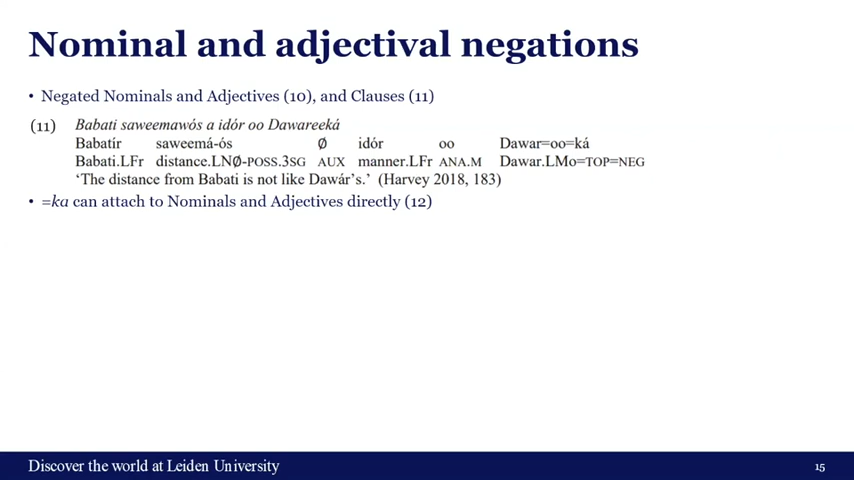 Nominal and adjectival negations
• Negated Nominals and Adjectives (10), and Clauses (11)
(11) Babati saweemawós a idór oo Dawareeká
Babatír saweemá-ós Ø idór oo Dawar=oo=ká
Babati.LFr distance.LNØ-POSS.3SG AUX manner.LFr ANA.M Dawar.LMo=TOP=NEG
‘The distance from Babati is not like Dawár’s.’ (Harvey 2018, 183)
• =ka can attach to Nominals and Adjectives directly (12)
Discover the world at Leiden University
15